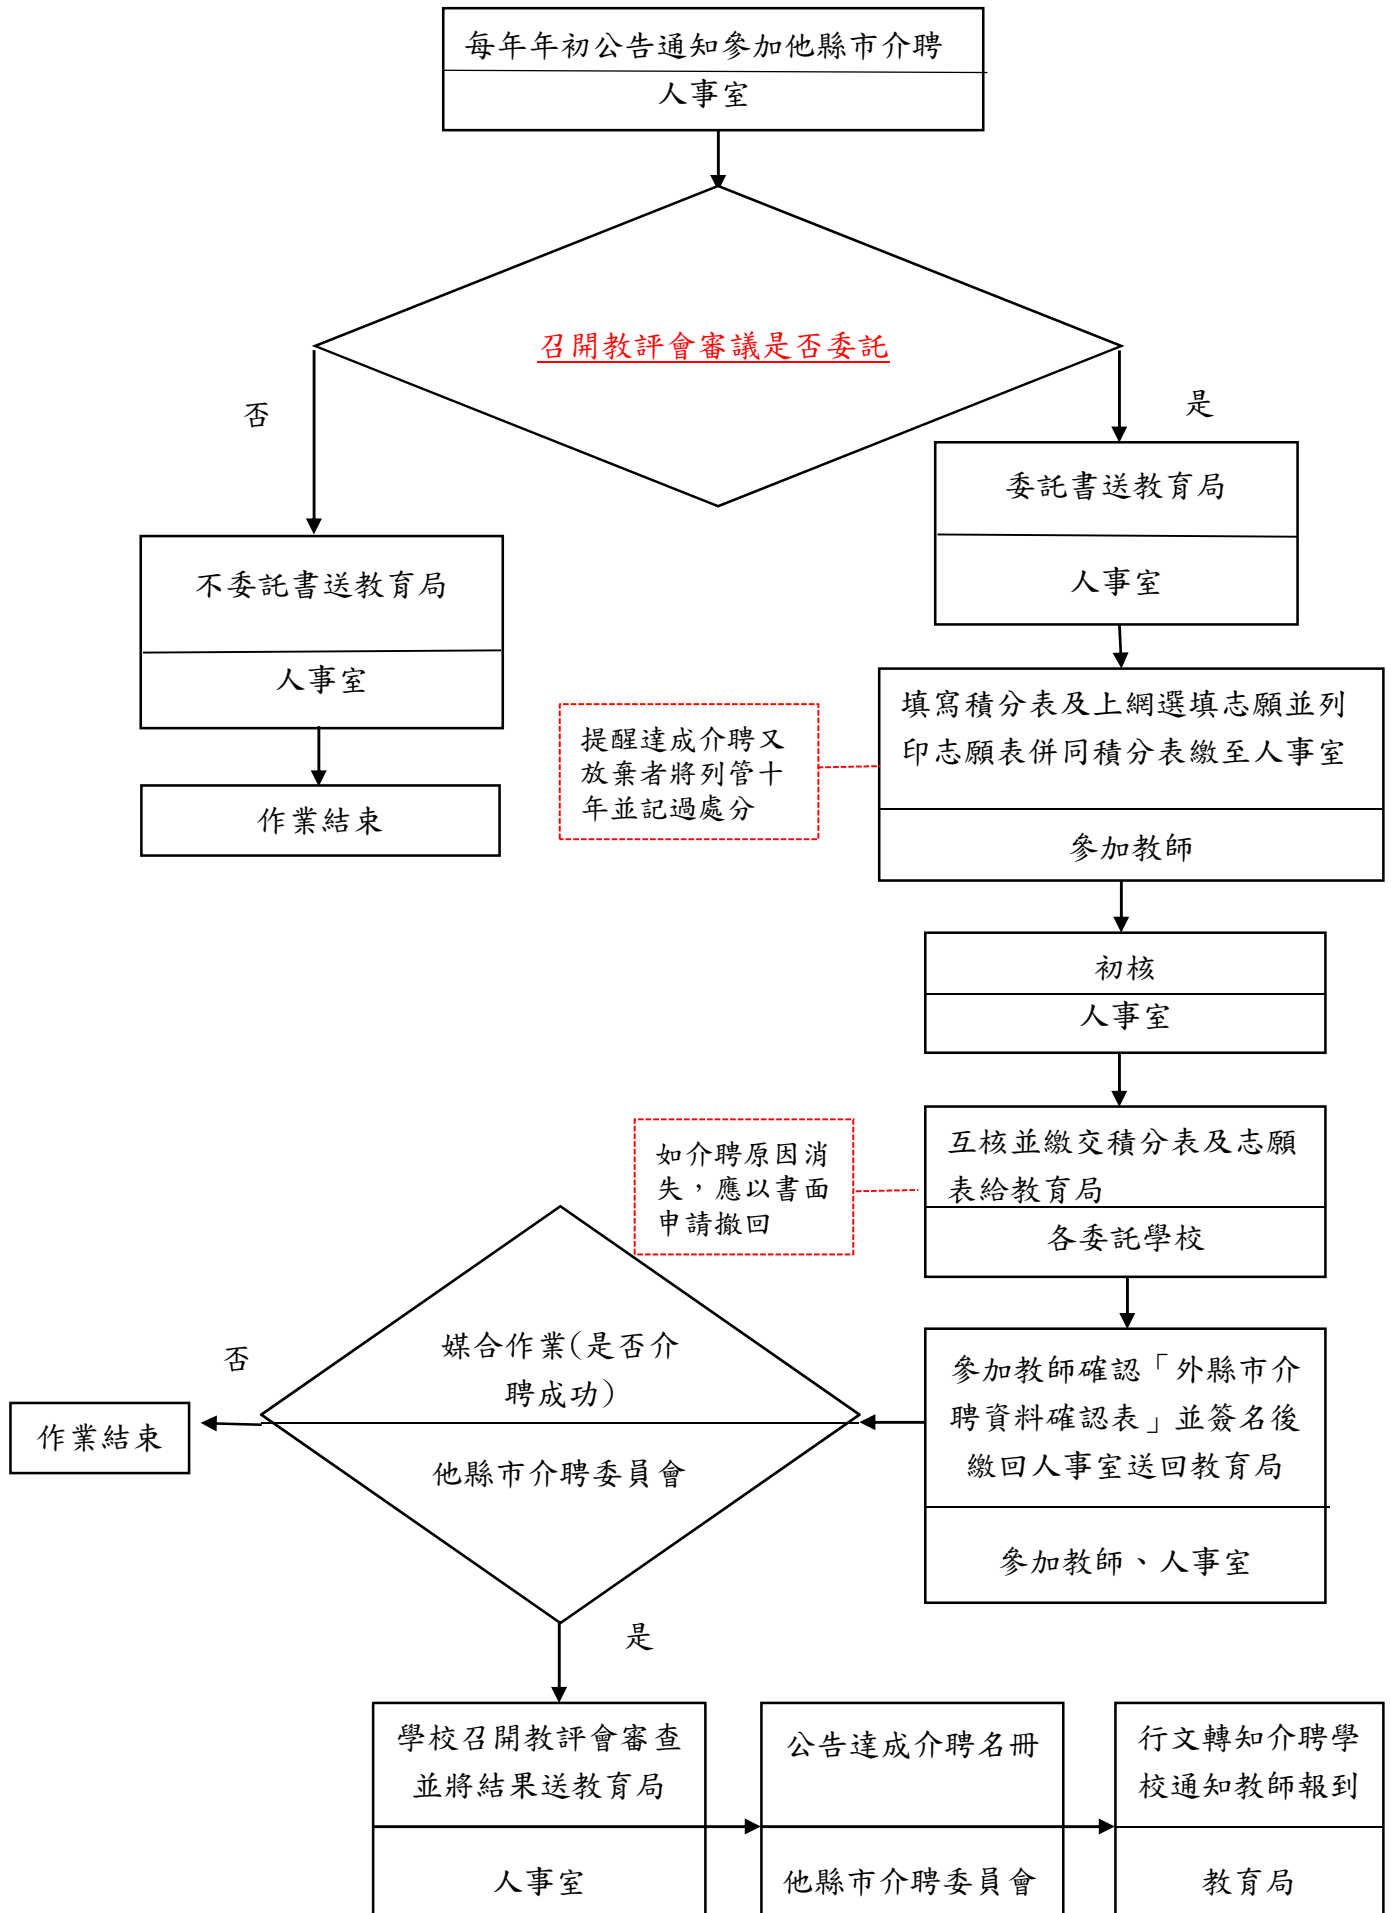 每年年初公告通知參加他縣市介聘
人事室
召開教評會審議是否委託
否
是
委託書送教育局
人事室
不委託書送教育局
人事室
作業結束
填寫積分表及上網選填志願並列
印志願表併同積分表繳至人事室
參加教師
提醒達成介聘又
放棄者將列管十
年並記過處分
初核
人事室
互核並繳交積分表及志願
表給教育局
各委託學校
如介聘原因消
失，應以書面
申請撤回
參加教師確認「外縣市介
聘資料確認表」並簽名後
繳回人事室送回教育局
參加教師、人事室
媒合作業(是否介
聘成功)
他縣市介聘委員會
否
作業結束
是
學校召開教評會審查
並將結果送教育局
人事室
公告達成介聘名冊
他縣市介聘委員會
行文轉知介聘學
校通知教師報到
教育局